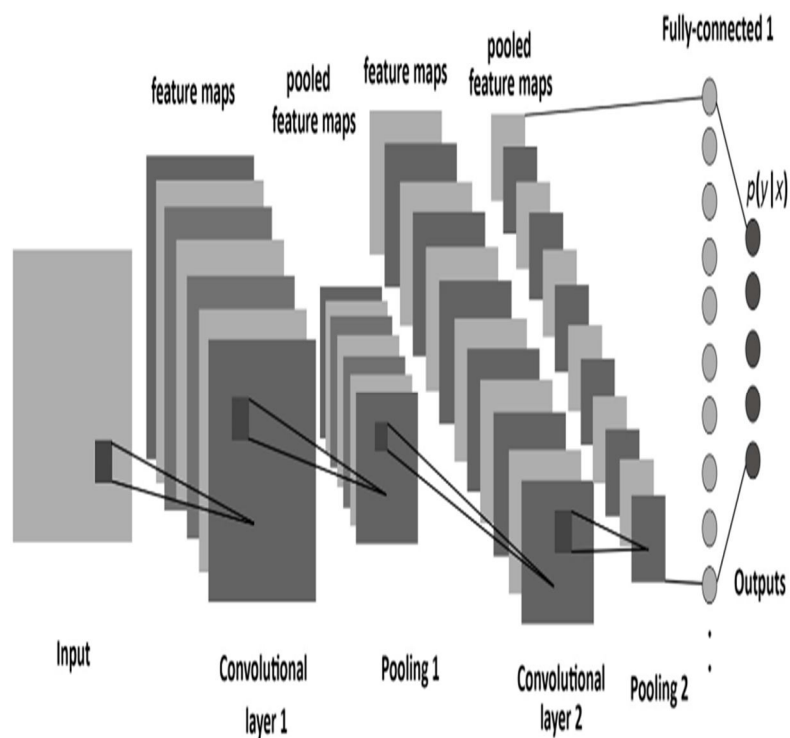 Fully-connected 1
feature maps
pooled
feature maps
feature maps
pooled
feature maps
p(y|x)
Outputs
Input
Convolutional
layer 1
Pooling 1
Convolutional
layer 2
Pooling 2